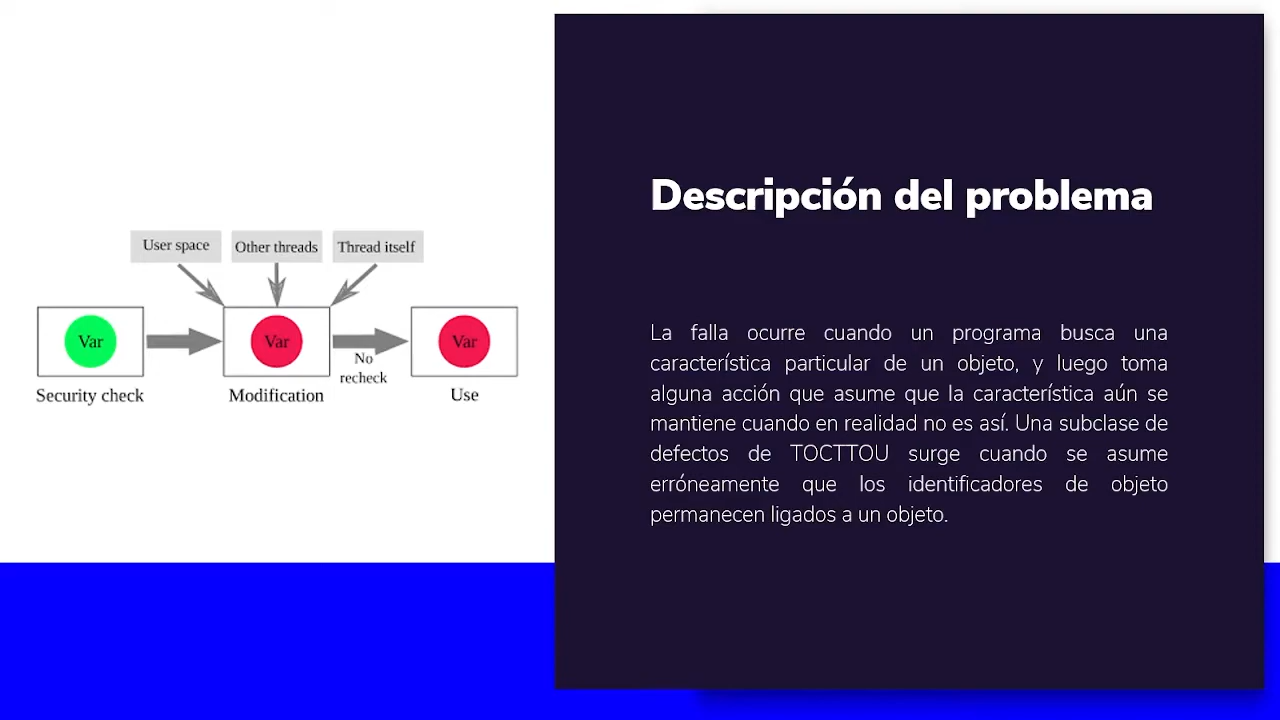 User space
Other threads
Thread itself
Var
Var
Var
No
recheck
Security check
Modification
Use
Descripción del problema
La falla ocurre cuando un programa busca una
característica particular de un objeto, y luego toma
alguna acción que asume que la característica aún se
mantiene cuando en realidad no es así. Una subclase de
defectos de TOCTTOU surge cuando se asume
erróneamente que los identificadores de objeto
permanecen ligados a un objeto.